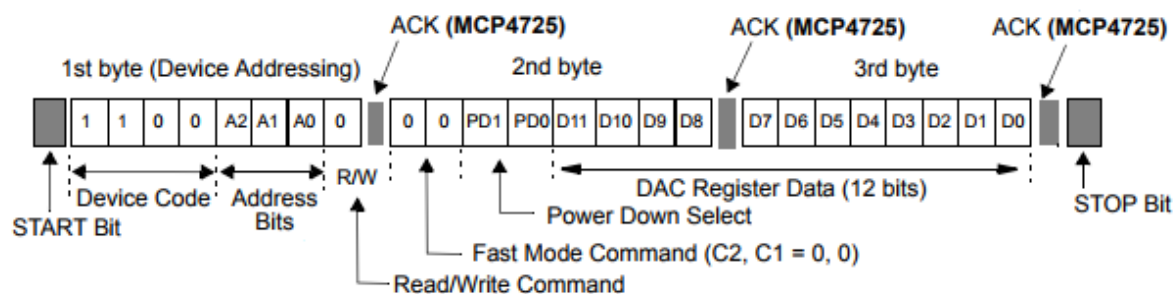 ACK (MCP4725) ACK (MCP4725) ACK (MCP4725)
1st byte (Device Addressing) 2nd byte 3rd byte
1 1 0 0 A2 A1 A0 0 0 0 PD1 PD0 D11 D10 D9 D8 D7 D6 D5 D4 D3 D2 D1 D0
R/W
Device Code Address Bits DAC Register Data (12 bits)
START Bit Power Down Select STOP Bit
Fast Mode Command (C2, C1 = 0, 0)
Read/Write Command